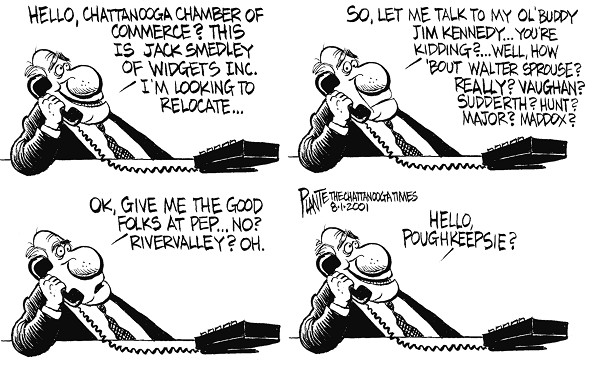 HELLO, CHATTANOOGA CHAMBER OF
COMMERCE? THIS
IS JACK SMEDLEY
OF WIDGETS INC.
I'M LOOKING TO
RELOCATE...
SO, LET ME TALK TO MY OL' BUDDY
JIM KENNEDY... YOU'RE
KIDDING?... WELL, HOW
'BOUT WALTER SPROUSE?
REALLY? VAUGHAN?
SUDDERTH? HUNT?
MAJOR? MADDOX?
OK, GIVE ME THE GOOD
FOLKS AT PEP... NO?
RIVERVALLEY? OH.
PLANTE THE CHATTANOOGA TIMES
8-1-2001
HELLO,
POUGHKEEPSIE?